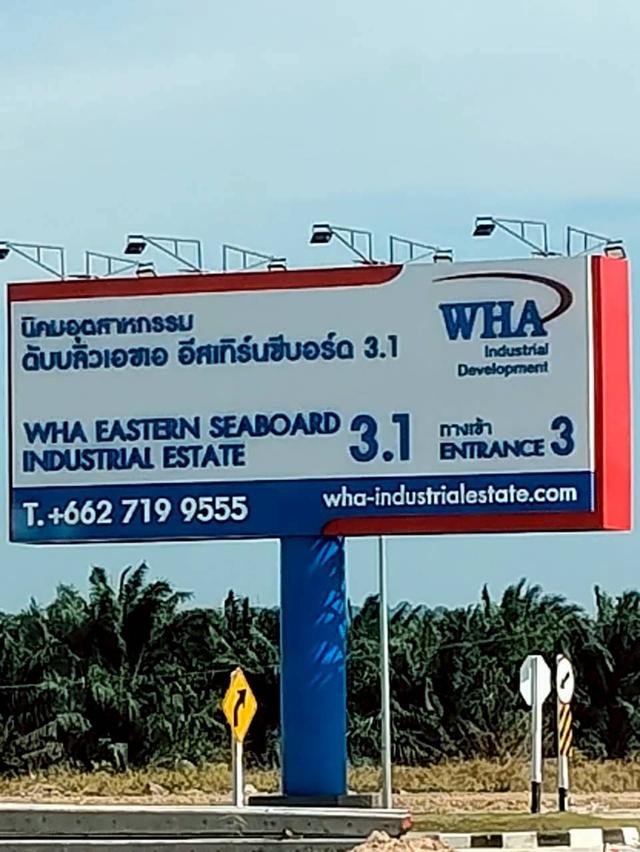 นิคมอุตสาหกรรม
ดับบลิวเอชเอ อีสเทิร์นซีบอร์ด 3.1
WHA
Industrial
Development
WHA EASTERN SEABOARD
INDUSTRIAL ESTATE
3.1
ทางเข้า
ENTRANCE 3
T.+662 719 9555
wha-industrialestate.com